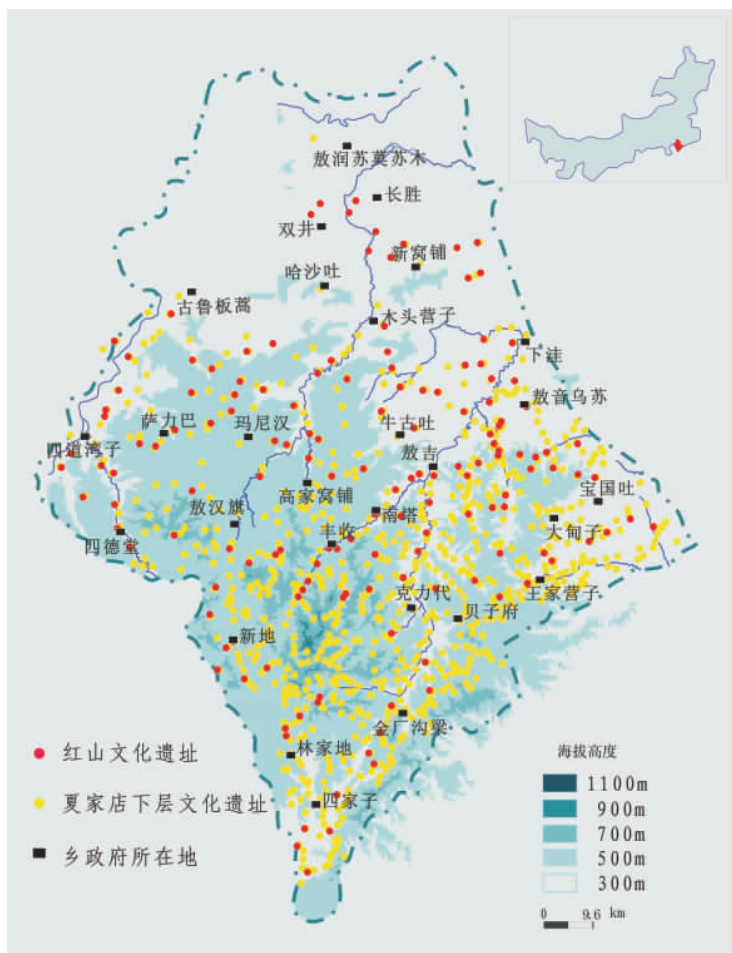 敖润苏莫苏木
长胜
双井
新窝铺
哈沙吐
古鲁板蒿
木头营子
下洼
敖音乌苏
萨力巴
玛尼汉
牛古吐
四道湾子
敖吉
宝国吐
高家窝铺
敖汉旗
南塔
大甸子
丰收
四德堂
克力代
王家营子
贝子府
新地
金厂沟梁
林家地
四家子
红山文化遗址
夏家店下层文化遗址
乡政府所在地
海拔高度
1100m
900m
700m
500m
300m
0 9.6 km